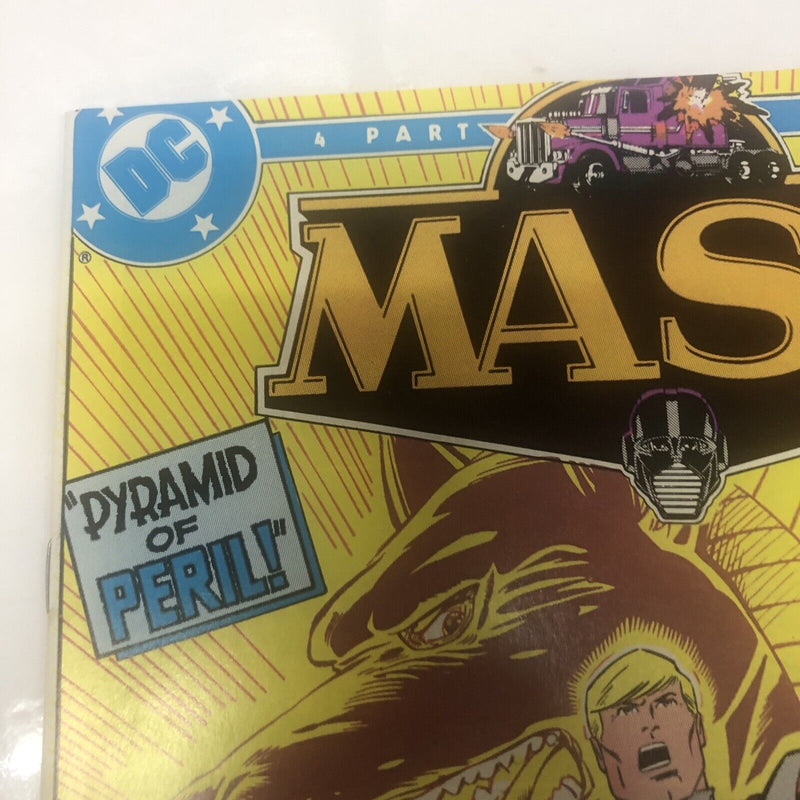 DC
®
4 PART
MAS
"PYRAMID
OF
PERIL!"